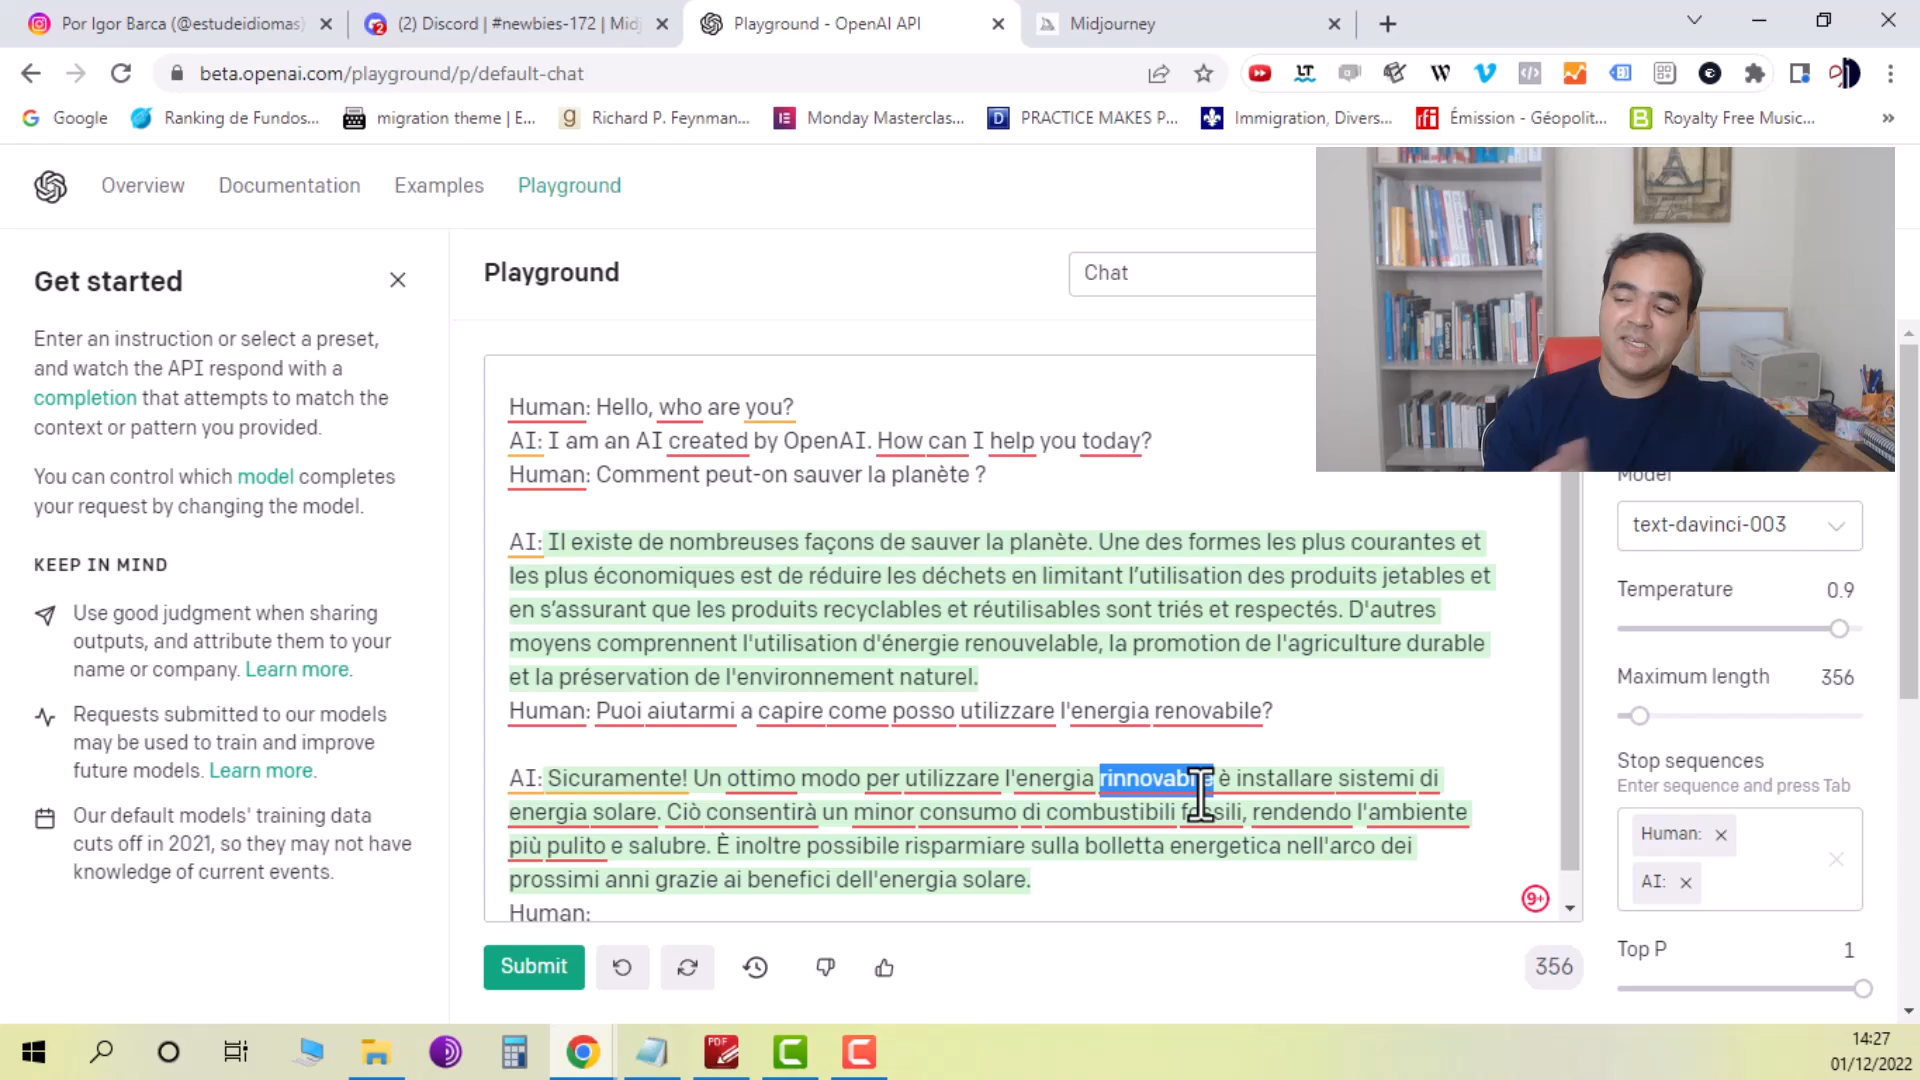 Por Igor Barca (@estudeidiomas)
(2) Discord | #newbies-172 | Midj
Playground - OpenAI API
Midjourney
beta.openai.com/playground/p/default-chat
Google
Ranking de Fundos...
migration theme | E...
Richard P. Feynman...
Monday Masterclas...
PRACTICE MAKES P...
Immigration, Divers...
Émission - Géopolit...
Royalty Free Music...
Overview
Documentation
Examples
Playground
Get started
Enter an instruction or select a preset,
and watch the API respond with a
completion that attempts to match the
context or pattern you provided.
You can control which model completes
your request by changing the model.
KEEP IN MIND
Use good judgment when sharing
outputs, and attribute them to your
name or company. Learn more.
Requests submitted to our models
may be used to train and improve
future models. Learn more.
Our default models' training data
cuts off in 2021, so they may not have
knowledge of current events.
Playground
Chat
Human: Hello, who are you?
AI: I am an AI created by OpenAI. How can I help you today?
Human: Comment peut-on sauver la planète ?
AI: Il existe de nombreuses façons de sauver la planète. Une des formes les plus courantes et
les plus économiques est de réduire les déchets en limitant l’utilisation des produits jetables et
en s’assurant que les produits recyclables et réutilisables sont triés et respectés. D'autres
moyens comprennent l'utilisation d'énergie renouvelable, la promotion de l'agriculture durable
et la préservation de l'environnement naturel.
Human: Puoi aiutarmi a capire come posso utilizzare l'energia renovabile?
AI: Sicuramente! Un ottimo modo per utilizzare l'energia rinnovabile è installare sistemi di
energia solare. Ciò consentirà un minor consumo di combustibili fossili, rendendo l'ambiente
più pulito e salubre. È inoltre possibile risparmiare sulla bolletta energetica nell'arco dei
prossimi anni grazie ai benefici dell'energia solare.
Human:
9+
Submit
356
Model
text-davinci-003
Temperature 0.9
Maximum length 356
Stop sequences
Enter sequence and press Tab
Human:
AI:
Top P 1
14:27
01/12/2022